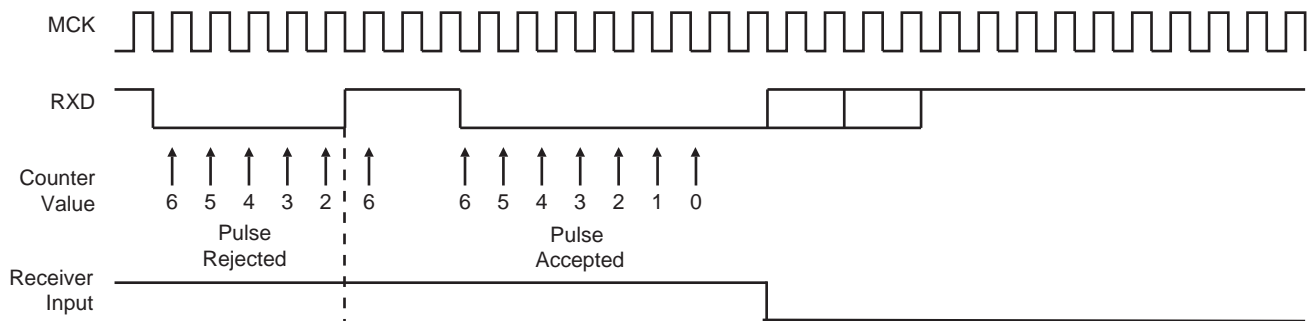 MCK
RXD
Counter
Value
6 5 4 3 2 6 6 5 4 3 2 1 0
Pulse
Rejected
Pulse
Accepted
Receiver
Input